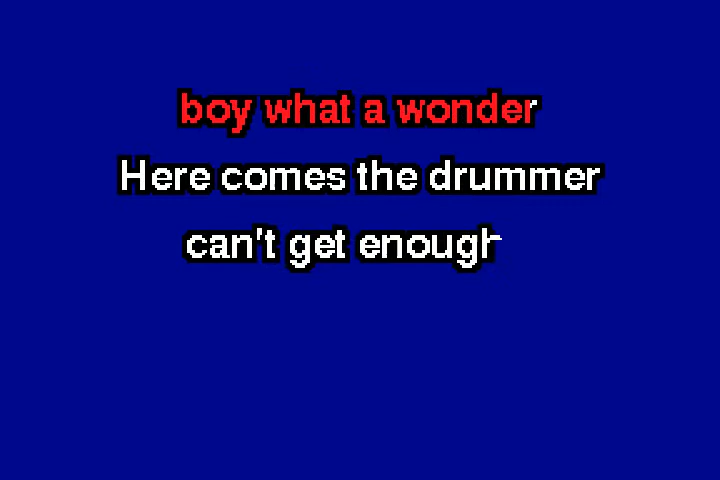 boy what a wonder
Here comes the drummer
can't get enough